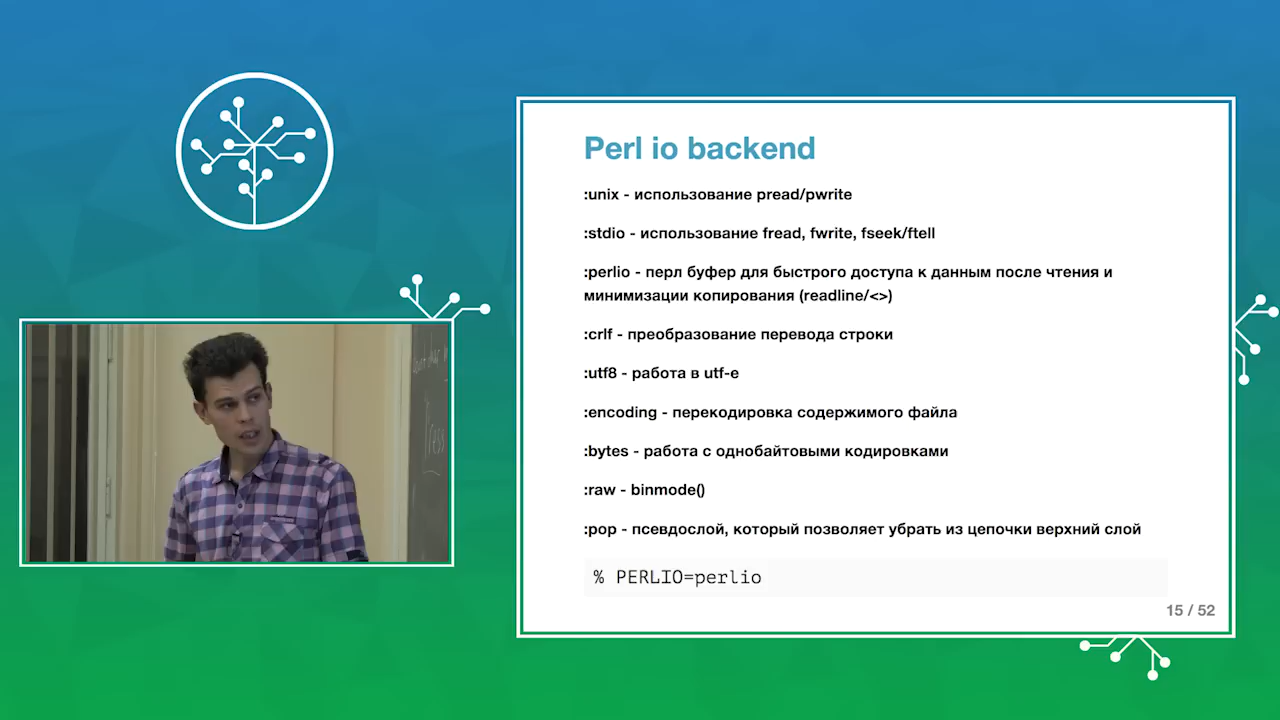 Perl io backend
:unix - использование pread/pwrite
:stdio - использование fread, fwrite, fseek/ftell
:perlio - перл буфер для быстрого доступа к данным после чтения и
минимизации копирования (readline/<>)
:crlf - преобразование перевода строки
:utf8 - работа в utf-е
:encoding - перекодировка содержимого файла
:bytes - работа с однобайтовыми кодировками
:raw - binmode()
:pop - псевдослой, который позволяет убрать из цепочки верхний слой
% PERLIO=perlio
15 / 52